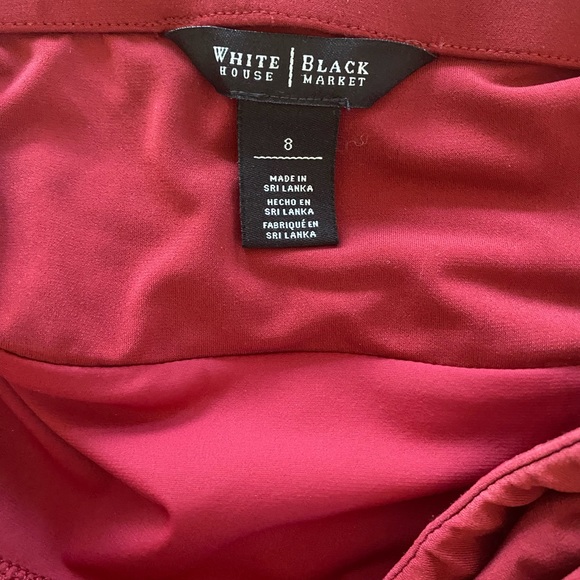 WHITE | BLACK
HOUSE | MARKET
8
MADE IN
SRI LANKA
HECHO EN
SRI LANKA
FABRIQUÉ EN
SRI LANKA